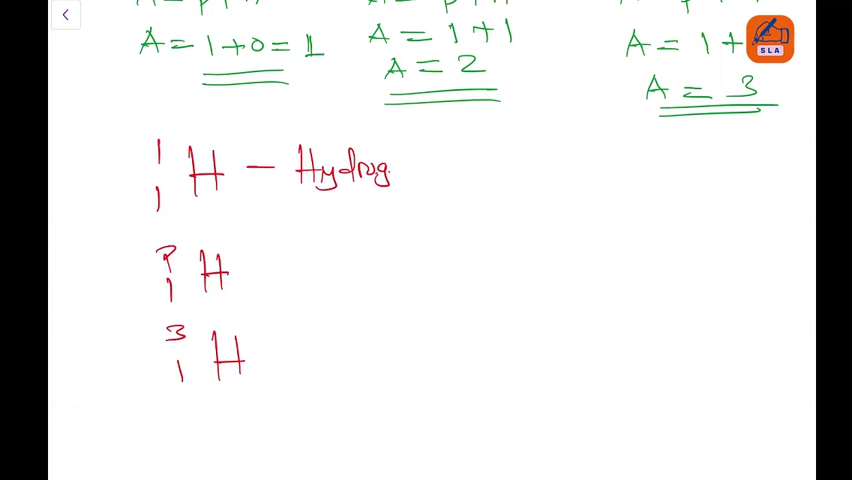 A = 1 + 0 = 1
A = 1 + 1
A = 2
A = 1 +
A = 3
SLA
1
1 H — Hydrog
2
1 H
3
1 H